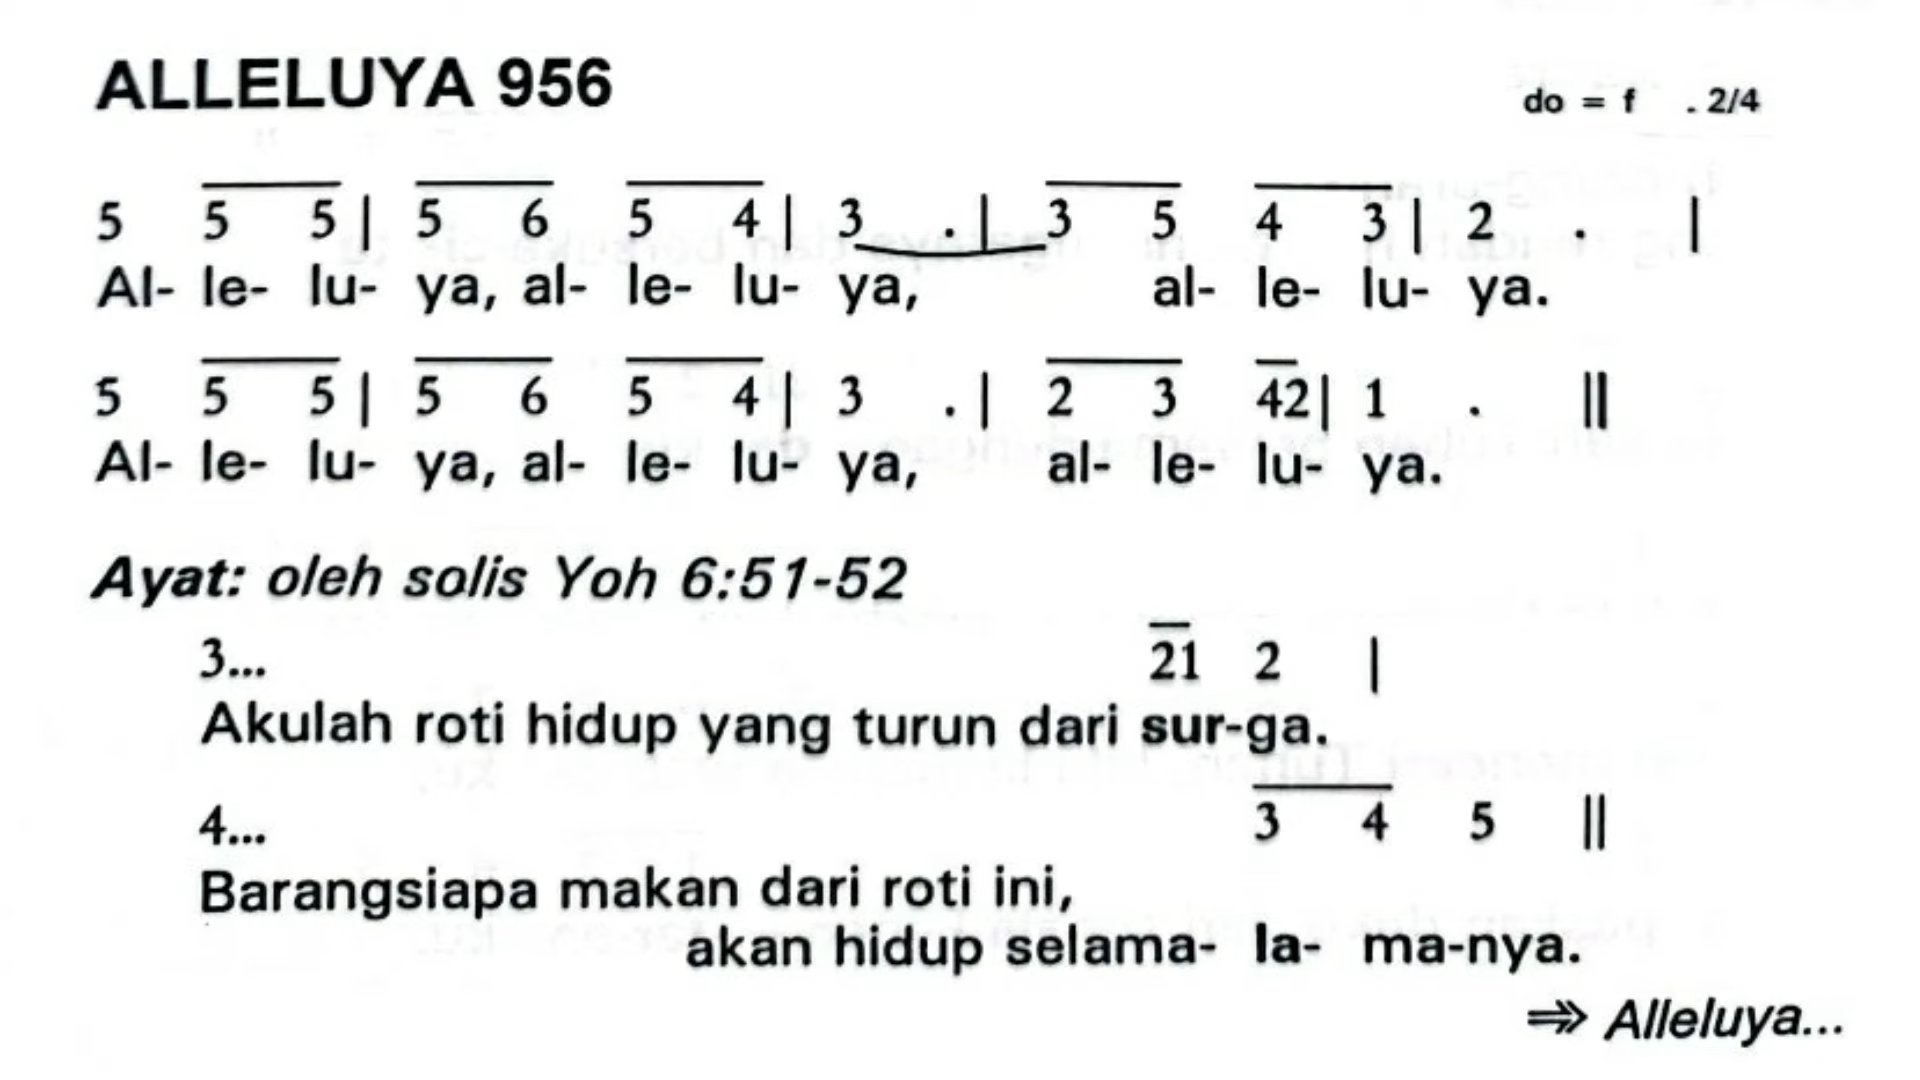 ALLELUYA 956
do = f . 2/4
5 5 5 | 5 6 5 4 | 3 . | 3 5 4 3 | 2 . |
Al- le- lu- ya, al- le- lu- ya, al- le- lu- ya.
5 5 5 | 5 6 5 4 | 3 . | 2 3 42 | 1 . ||
Al- le- lu- ya, al- le- lu- ya, al- le- lu- ya.
Ayat: oleh solis Yoh 6:51-52
3... 21 2 |
Akulah roti hidup yang turun dari sur-ga.
4... 3 4 5 ||
Barangsiapa makan dari roti ini,
akan hidup selama- la- ma-nya.
⇒ Alleluya...